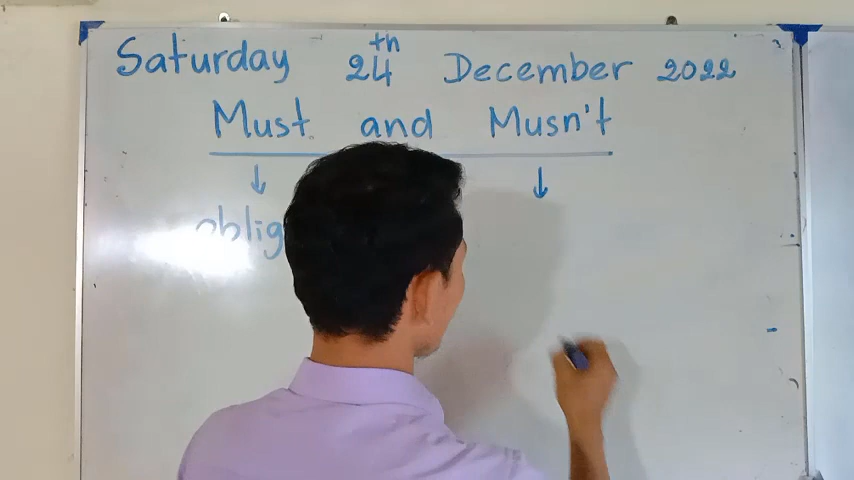 Saturday 24th December 2022
Must and Musn't
↓ ↓
oblig